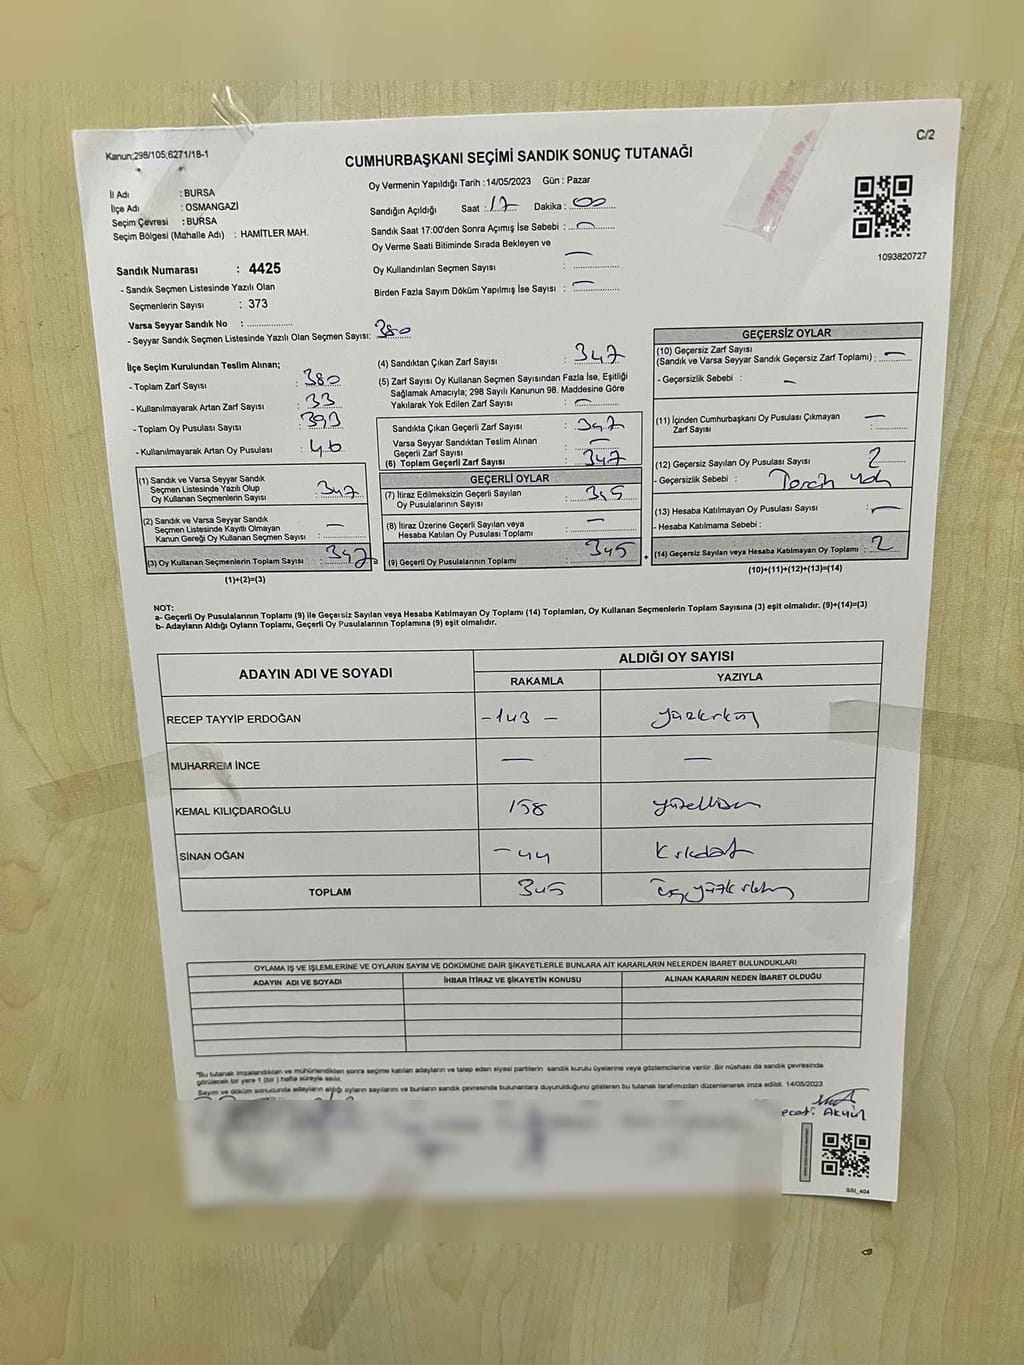 Kanun;298/105;6271/18-1
C/2
CUMHURBAŞKANI SEÇİMİ SANDIK SONUÇ TUTANAĞI
İl Adı : BURSA
İlçe Adı : OSMANGAZİ
Seçim Çevresi : BURSA
Seçim Bölgesi (Mahalle Adı) : HAMİTLER MAH.
Oy Vermenin Yapıldığı Tarih :14/05/2023 Gün : Pazar
Sandığın Açıldığı Saat : 17 Dakika : 00
Sandık Saat 17:00'den Sonra Açımış İse Sebebi : —
Oy Verme Saati Bitiminde Sırada Bekleyen ve
Oy Kullandırılan Seçmen Sayısı : —
Birden Fazla Sayım Döküm Yapılmış İse Sayısı : —
1093820727
Sandık Numarası : 4425
- Sandık Seçmen Listesinde Yazılı Olan
Seçmenlerin Sayısı : 373
Varsa Seyyar Sandık No :
- Seyyar Sandık Seçmen Listesinde Yazılı Olan Seçmen Sayısı: 380
İlçe Seçim Kurulundan Teslim Alınan;
- Toplam Zarf Sayısı : 380
- Kullanılmayarak Artan Zarf Sayısı : 33
- Toplam Oy Pusulası Sayısı : 393
- Kullanılmayarak Artan Oy Pusulası : 46
(1) Sandık ve Varsa Seyyar Sandık
Seçmen Listesinde Yazılı Olup
Oy Kullanan Seçmenlerin Sayısı : 347
(2) Sandık ve Varsa Seyyar Sandık
Seçmen Listesinde Kayıtlı Olmayan
Kanun Gereği Oy Kullanan Seçmen Sayısı : —
(3) Oy Kullanan Seçmenlerin Toplam Sayısı : 347
(1)+(2)=(3)
(4) Sandıktan Çıkan Zarf Sayısı : 347
(5) Zarf Sayısı Oy Kullanan Seçmen Sayısından Fazla İse, Eşitliği
Sağlamak Amacıyla; 298 Sayılı Kanunun 98. Maddesine Göre
Yakılarak Yok Edilen Zarf Sayısı : —
Sandıkta Çıkan Geçerli Zarf Sayısı : 347
Varsa Seyyar Sandıktan Teslim Alınan
Geçerli Zarf Sayısı : —
(6) Toplam Geçerli Zarf Sayısı : 347
GEÇERLİ OYLAR
(7) İtiraz Edilmeksizin Geçerli Sayılan
Oy Pusulalarının Sayısı : 345
(8) İtiraz Üzerine Geçerli Sayılan veya
Hesaba Katılan Oy Pusulası Toplamı : —
= (9) Geçerli Oy Pusulalarının Toplamı : 345
GEÇERSİZ OYLAR
(10) Geçersiz Zarf Sayısı
(Sandık ve Varsa Seyyar Sandık Geçersiz Zarf Toplamı) : —
- Geçersizlik Sebebi : —
(11) İçinden Cumhurbaşkanı Oy Pusulası Çıkmayan
Zarf Sayısı : —
(12) Geçersiz Sayılan Oy Pusulası Sayısı : 2
- Geçersizlik Sebebi :
(13) Hesaba Katılmayan Oy Pusulası Sayısı : —
- Hesaba Katılmama Sebebi :
+ (14) Geçersiz Sayılan veya Hesaba Katılmayan Oy Toplamı : 2
(10)+(11)+(12)+(13)=(14)
NOT:
a- Geçerli Oy Pusulalarının Toplamı (9) ile Geçersiz Sayılan veya Hesaba Katılmayan Oy Toplamı (14) Toplamları, Oy Kullanan Seçmenlerin Toplam Sayısına (3) eşit olmalıdır. (9)+(14)=(3)
b- Adayların Aldığı Oyların Toplamı, Geçerli Oy Pusulalarının Toplamına (9) eşit olmalıdır.
ADAYIN ADI VE SOYADI
ALDIĞI OY SAYISI
RAKAMLA YAZIYLA
RECEP TAYYİP ERDOĞAN - 143 - yüzkırküç
MUHARREM İNCE — —
KEMAL KILIÇDAROĞLU 158 yüzellisekiz
SİNAN OĞAN - 44 kırkdört
TOPLAM 345 üçyüzkırkbeş
OYLAMA İŞ VE İŞLEMLERİNE VE OYLARIN SAYIM VE DÖKÜMÜNE DAİR ŞİKAYETLERLE BUNLARA AİT KARARLARIN NELERDEN İBARET BULUNDUKLARI
ADAYIN ADI VE SOYADI İHBAR İTİRAZ VE ŞİKAYETİN KONUSU ALINAN KARARIN NEDEN İBARET OLDUĞU
"Bu tutanak imzalandıktan ve mühürlendikten sonra seçime katılan adayların ve talep eden siyasi partilerin sandık kurulu üyelerine veya gözlemcilerine verilir. Bir nüshası da sandık çevresinde
görülecek bir yere 1 (bir) hafta süreyle asılır.
Sayım ve döküm sonucunda adayların aldığı oyların sayılarını ve bunların sandık çevresinde bulunanlara duyurulduğunu gösteren bu tutanak tarafımızdan düzenlenerek imza edildi. 14/05/2023
ecati Akyün
SSI_404